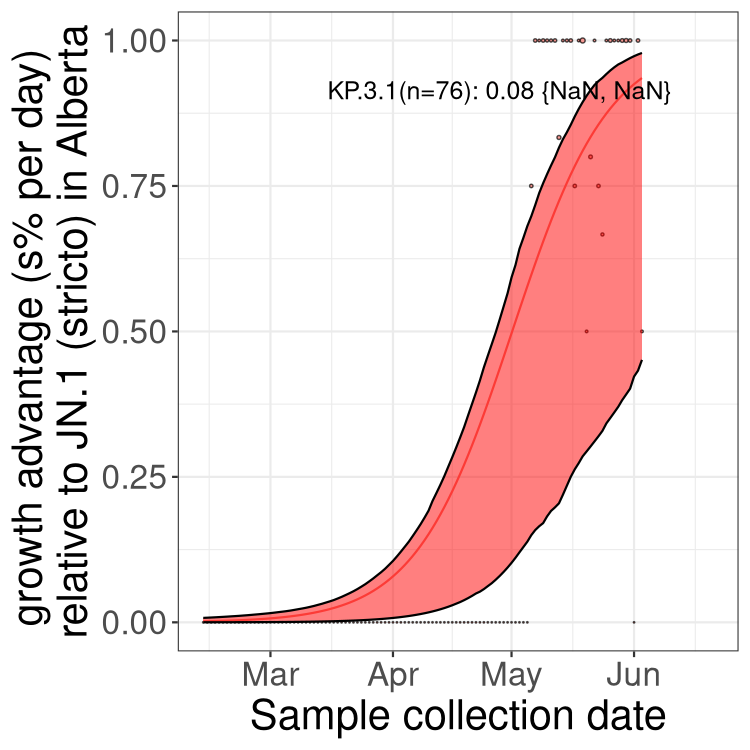 growth advantage (s% per day)
relative to JN.1 (stricto) in Alberta
1.00
0.75
0.50
0.25
0.00
KP.3.1(n=76): 0.08 {NaN, NaN}
Mar Apr May Jun
Sample collection date